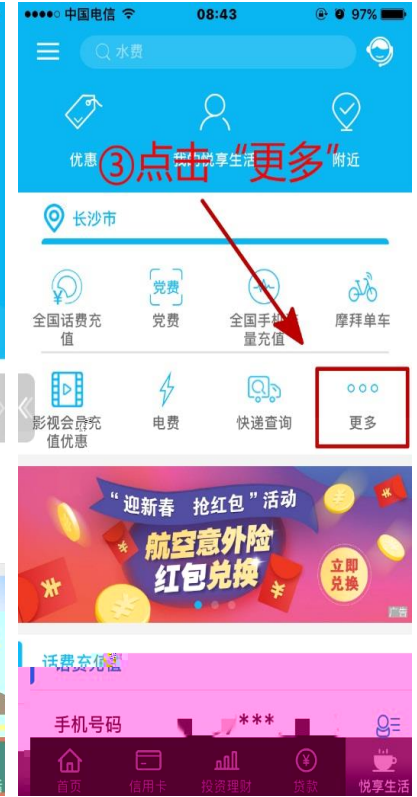 中国电信 08:43 97%
水费
优惠 我的悦享生活 附近
③点击“更多”
长沙市
全国话费充值 党费 全国手机流量充值 摩拜单车
影视会员充值优惠 电费 快递查询 更多
“迎新春 抢红包”活动
航空意外险
红包兑换
立即
兑换
广告
话费充值
手机号码 ***
首页 信用卡 投资理财 贷款 悦享生活
活